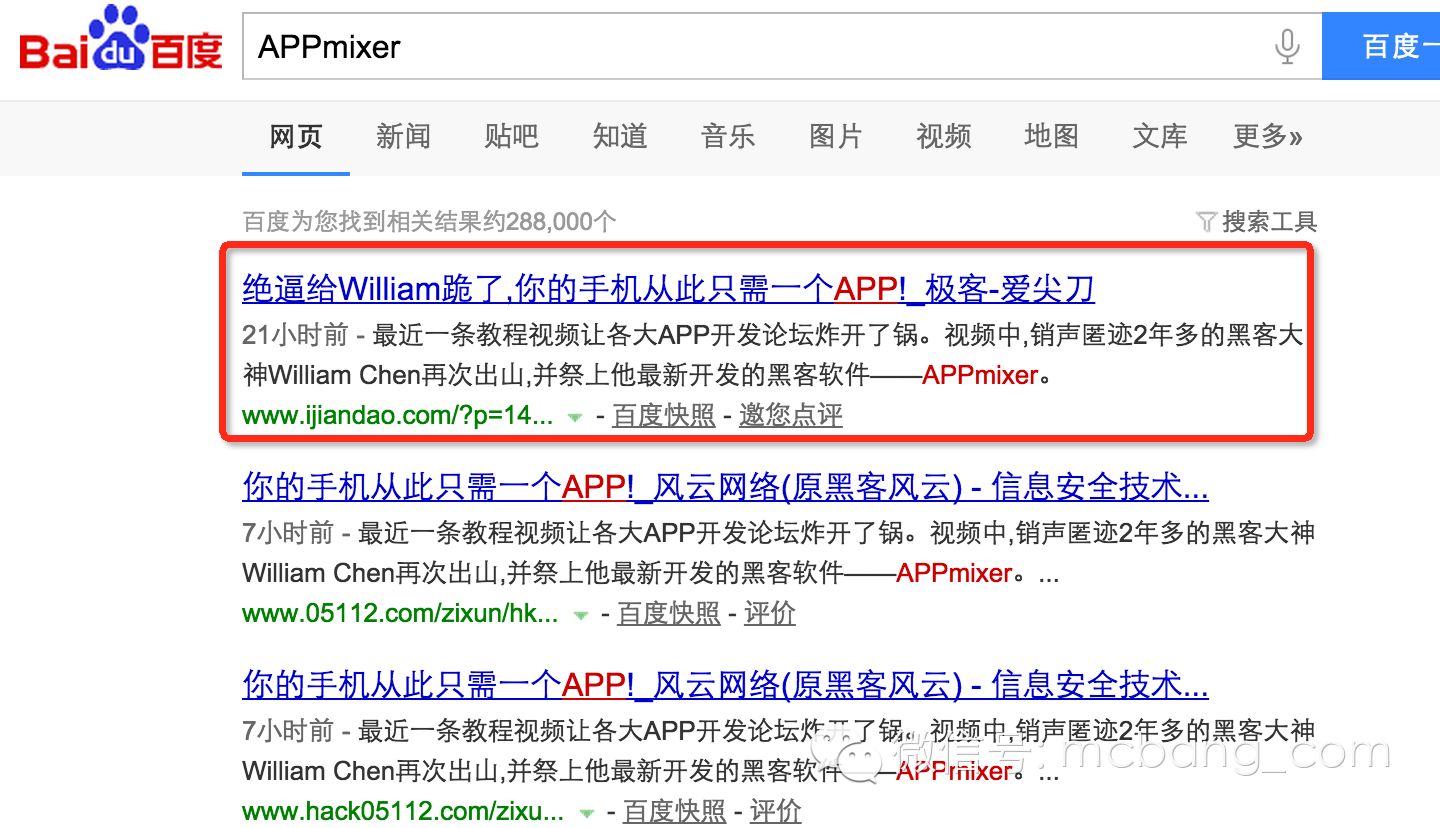 Bai du 百度
APPmixer
百度一
网页 新闻 贴吧 知道 音乐 图片 视频 地图 文库 更多»
百度为您找到相关结果约288,000个 搜索工具
绝逼给William跪了,你的手机从此只需一个APP!_极客-爱尖刀
21小时前 - 最近一条教程视频让各大APP开发论坛炸开了锅。视频中,销声匿迹2年多的黑客大
神William Chen再次出山,并祭上他最新开发的黑客软件——APPmixer。
www.ijiandao.com/?p=14... - 百度快照 - 邀您点评
你的手机从此只需一个APP!_风云网络(原黑客风云) - 信息安全技术...
7小时前 - 最近一条教程视频让各大APP开发论坛炸开了锅。视频中,销声匿迹2年多的黑客大神
William Chen再次出山,并祭上他最新开发的黑客软件——APPmixer。...
www.05112.com/zixun/hk... - 百度快照 - 评价
你的手机从此只需一个APP!_风云网络(原黑客风云) - 信息安全技术...
7小时前 - 最近一条教程视频让各大APP开发论坛炸开了锅。视频中,销声匿迹2年多的黑客大神
William Chen再次出山,并祭上他最新开发的黑客软件——APPmixer。...
微信号: mcbang_com
www.hack05112.com/zixu... - 百度快照 - 评价